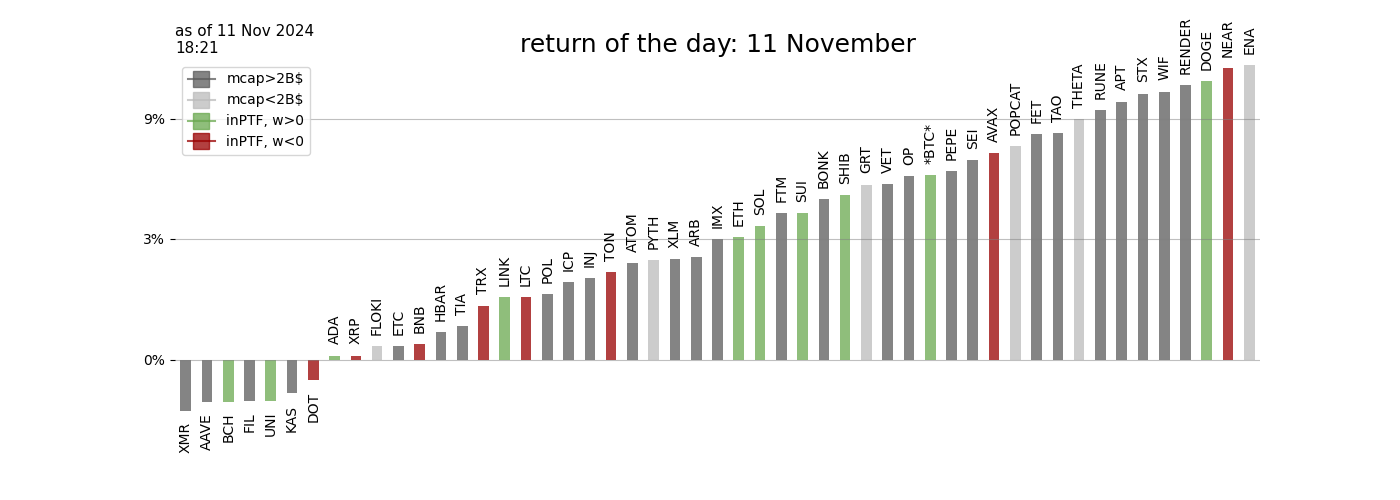 as of 11 Nov 2024
18:21
return of the day: 11 November
mcap>2B$
mcap<2B$
inPTF, w>0
inPTF, w<0
9%
3%
0%
XMR
AAVE
BCH
FIL
UNI
KAS
DOT
ADA
XRP
FLOKI
ETC
BNB
HBAR
TIA
TRX
LINK
LTC
POL
ICP
INJ
TON
ATOM
PYTH
XLM
ARB
IMX
ETH
SOL
FTM
SUI
BONK
SHIB
GRT
VET
OP
*BTC*
PEPE
SEI
AVAX
POPCAT
FET
TAO
THETA
RUNE
APT
STX
WIF
RENDER
DOGE
NEAR
ENA